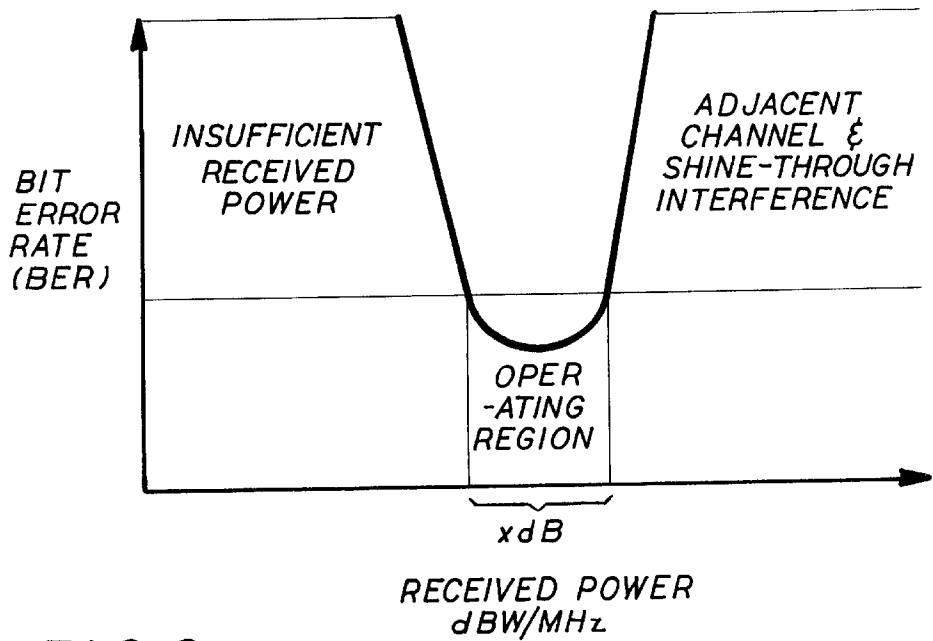 INSUFFICIENT
RECEIVED
POWER
ADJACENT
CHANNEL &
SHINE-THROUGH
INTERFERENCE
BIT
ERROR
RATE
(BER)
OPER
-ATING
REGION
xdB
RECEIVED POWER
dBW/MHz